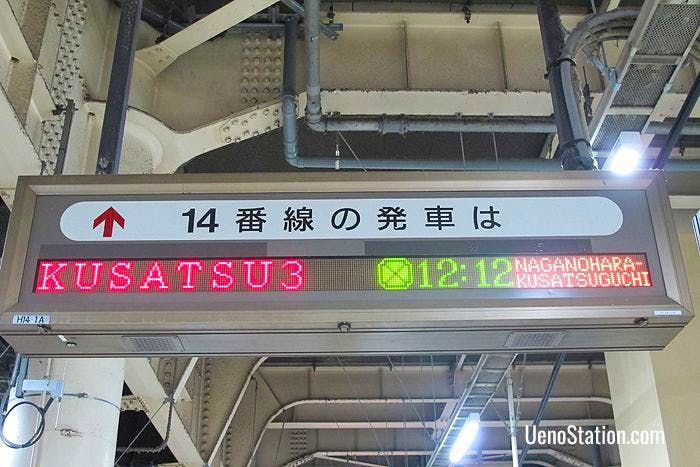 14番線の発車は
KUSATSU3 12:12 NAGANOHARA-
KUSATSUGUCHI
H14-1A
UenoStation.com